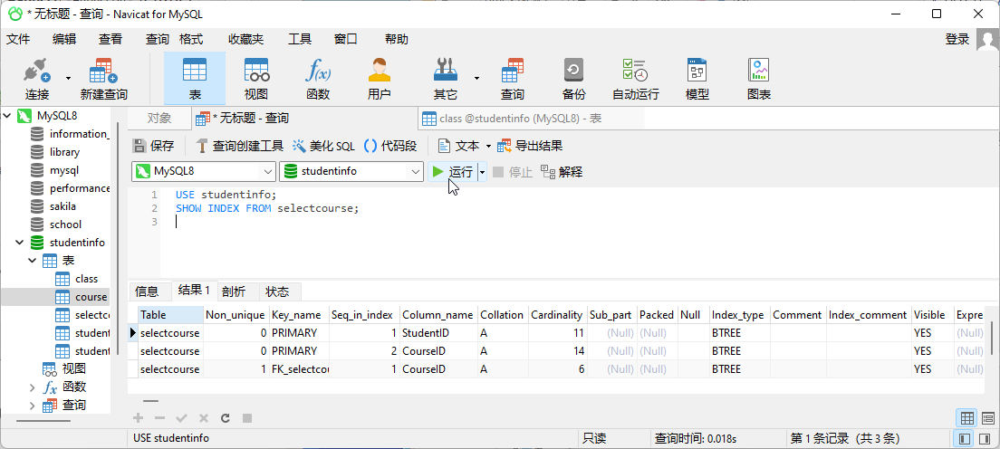 * 无标题 - 查询 - Navicat for MySQL
文件 编辑 查看 查询 格式 收藏夹 工具 窗口 帮助 登录
连接 新建查询 表 视图 函数 用户 其它 查询 备份 自动运行 模型 图表
MySQL8
information_
library
mysql
performance
sakila
school
studentinfo
表
class
course
selectc
student
student
视图
函数
查询
对象 * 无标题 - 查询 class @studentinfo (MySQL8) - 表
保存 查询创建工具 美化 SQL 代码段 文本 导出结果
MySQL8 studentinfo 运行 停止 解释
1 USE studentinfo;
2 SHOW INDEX FROM selectcourse;
3
信息 结果 1 剖析 状态
Table Non_unique Key_name Seq_in_index Column_name Collation Cardinality Sub_part Packed Null Index_type Comment Index_comment Visible Expre
selectcourse 0 PRIMARY 1 StudentID A 11 (Null) (Null) BTREE YES (Null)
selectcourse 0 PRIMARY 2 CourseID A 14 (Null) (Null) BTREE YES (Null)
selectcourse 1 FK_selectcou 1 CourseID A 6 (Null) (Null) BTREE YES (Null)
USE studentinfo 只读 查询时间: 0.018s 第 1 条记录（共 3 条）